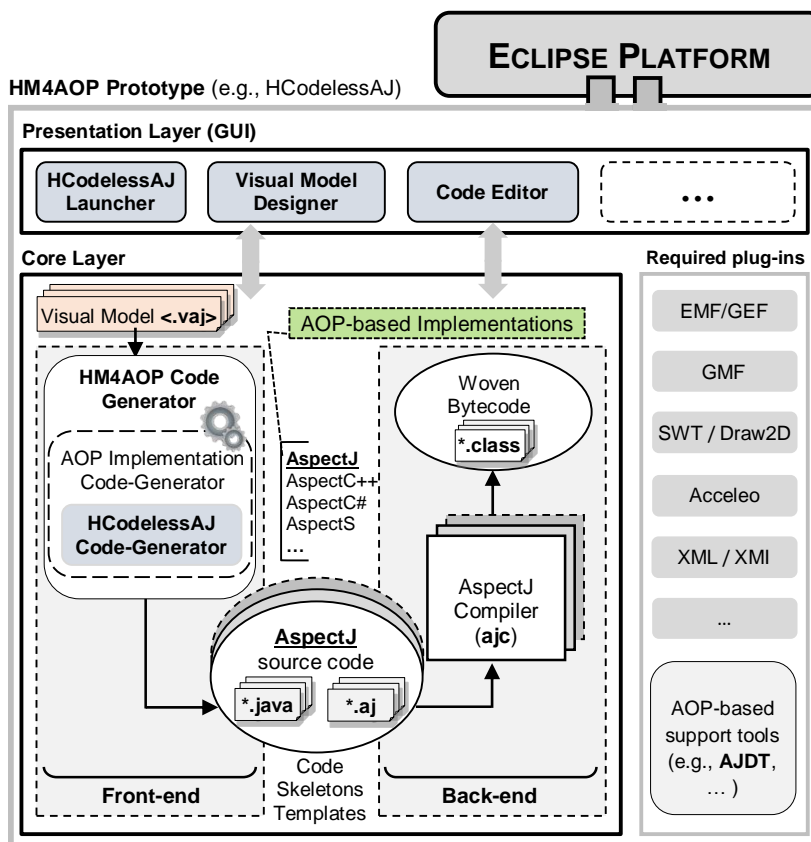 ECLIPSE PLATFORM
HM4AOP Prototype (e.g., HCodelessAJ)
Presentation Layer (GUI)
HCodelessAJ
Launcher
Visual Model
Designer
Code Editor
...
Core Layer
Required plug-ins
Visual Model <.vaj>
AOP-based Implementations
HM4AOP Code
Generator
AOP Implementation
Code-Generator
HCodelessAJ
Code-Generator
AspectJ
AspectC++
AspectC#
AspectS
...
Woven
Bytecode
*.class
AspectJ
Compiler
(ajc)
AspectJ
source code
*.java
*.aj
Code
Skeletons
Templates
Front-end
Back-end
EMF/GEF
GMF
SWT / Draw2D
Acceleo
XML / XMI
...
AOP-based
support tools
(e.g., AJDT,
... )